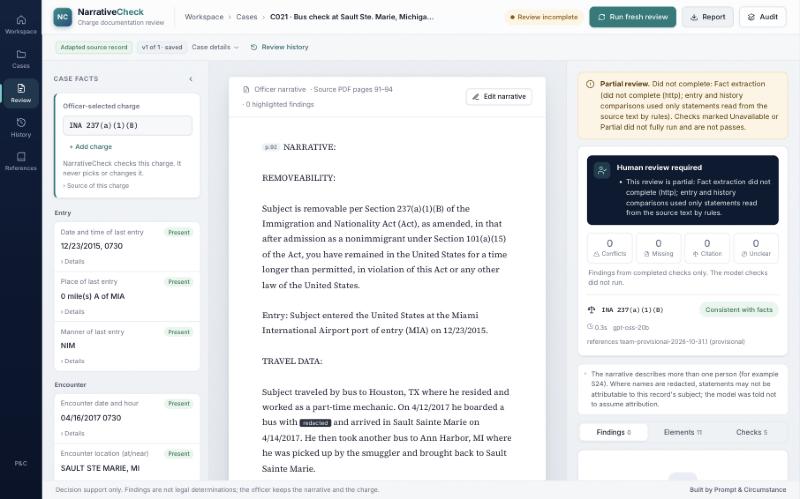 NC
NarrativeCheck
Charge documentation review
Workspace › Cases › C021 · Bus check at Sault Ste. Marie, Michiga...
Review incomplete
Run fresh review
Report
Audit
Workspace
Cases
Review
History
References
P&C
Adapted source record
v1 of 1 · saved
Case details
Review history
CASE FACTS
Officer-selected charge
INA 237(a)(1)(B)
+ Add charge
NarrativeCheck checks this charge. It
never picks or changes it.
› Source of this charge
Entry
Date and time of last entry
Present
12/23/2015, 0730
› Details
Place of last entry
Present
0 mile(s) A of MIA
› Details
Manner of last entry
Present
NIM
› Details
Encounter
Encounter date and hour
Present
04/16/2017 0730
› Details
Encounter location (at/near)
Present
SAULT STE MARIE, MI
Officer narrative · Source PDF pages 91–94
· 0 highlighted findings
Edit narrative
p.92 NARRATIVE:
REMOVEABILITY:
Subject is removable per Section 237(a)(1)(B) of the
Immigration and Nationality Act (Act), as amended, in that
after admission as a nonimmigrant under Section 101(a)(15)
of the Act, you have remained in the United States for a time
longer than permitted, in violation of this Act or any other
law of the United States.
Entry: Subject entered the United States at the Miami
International Airport port of entry (MIA) on 12/23/2015.
TRAVEL DATA:
Subject traveled by bus to Houston, TX where he resided and
worked as a part-time mechanic. On 4/12/2017 he boarded a
bus with redacted and arrived in Sault Sainte Marie on
4/14/2017. He then took another bus to Ann Harbor, MI where
he was picked up by the smuggler and brought back to Sault
Sainte Marie.
Partial review. Did not complete: Fact extraction
(did not complete (http); entry and history
comparisons used only statements read from the
source text by rules). Checks marked Unavailable or
Partial did not fully run and are not passes.
Human review required
• This review is partial: Fact extraction did not
complete (http); entry and history
comparisons used only statements read
from the source text by rules.
0
Conflicts
0
Missing
0
Citation
0
Unclear
Findings from completed checks only. The model checks
did not run.
INA 237(a)(1)(B)
Consistent with facts
0.3s gpt-oss-20b
references team-provisional-2026-10-31.1 (provisional)
The narrative describes more than one person (for example
S24). Where names are redacted, statements may not be
attributable to this record's subject; the model was told not
to assume attribution.
Findings 0
Elements 11
Checks 5
Decision support only. Findings are not legal determinations; the officer keeps the narrative and the charge.
Built by Prompt & Circumstance